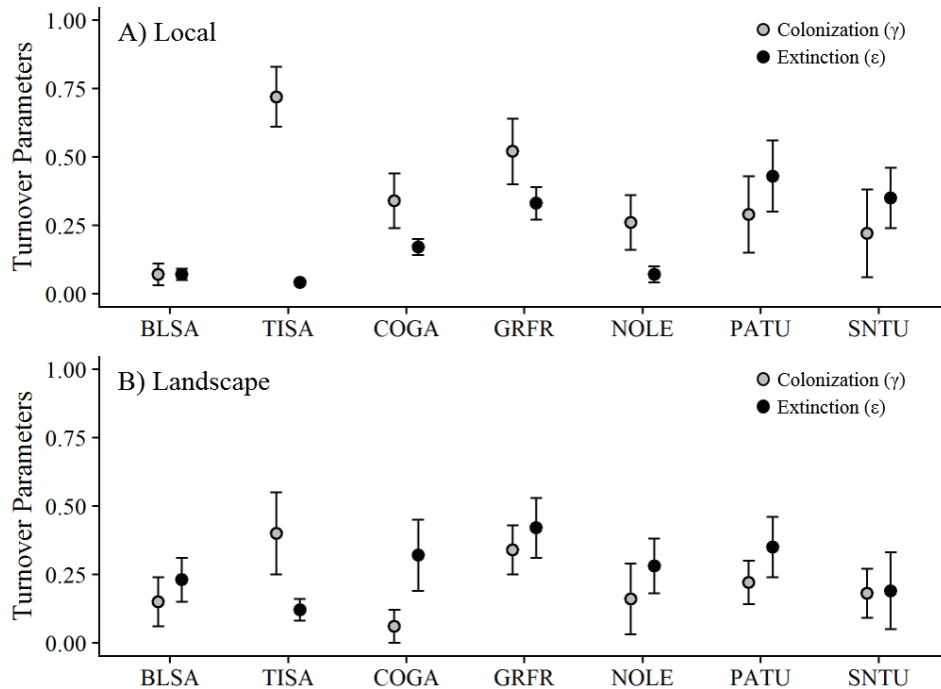 A) Local
Colonization (γ)
Extinction (ε)
Turnover Parameters
1.00
0.75
0.50
0.25
0.00
BLSA TISA COGA GRFR NOLE PATU SNTU
B) Landscape
Colonization (γ)
Extinction (ε)
Turnover Parameters
1.00
0.75
0.50
0.25
0.00
BLSA TISA COGA GRFR NOLE PATU SNTU